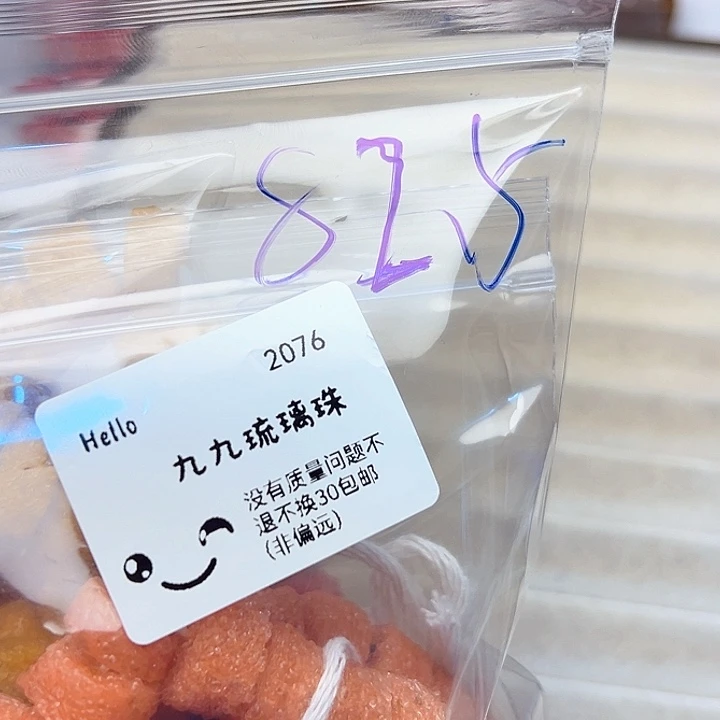 825
2076
Hello
九九琉璃珠
没有质量问题不
退不换30包邮
(非偏远)